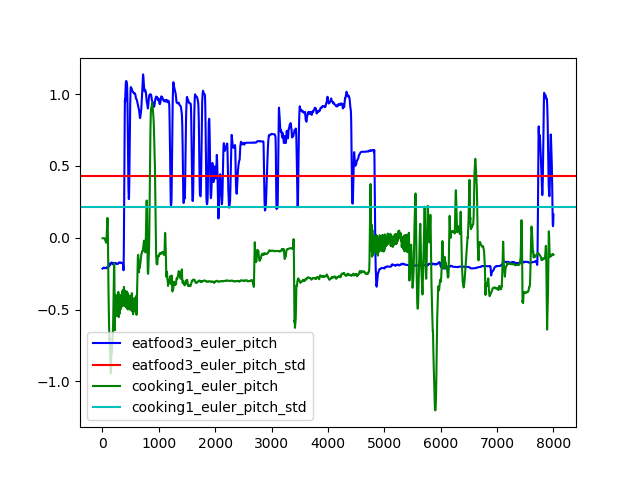 1.0
0.5
0.0
−0.5
−1.0
eatfood3_euler_pitch
eatfood3_euler_pitch_std
cooking1_euler_pitch
cooking1_euler_pitch_std
0 1000 2000 3000 4000 5000 6000 7000 8000